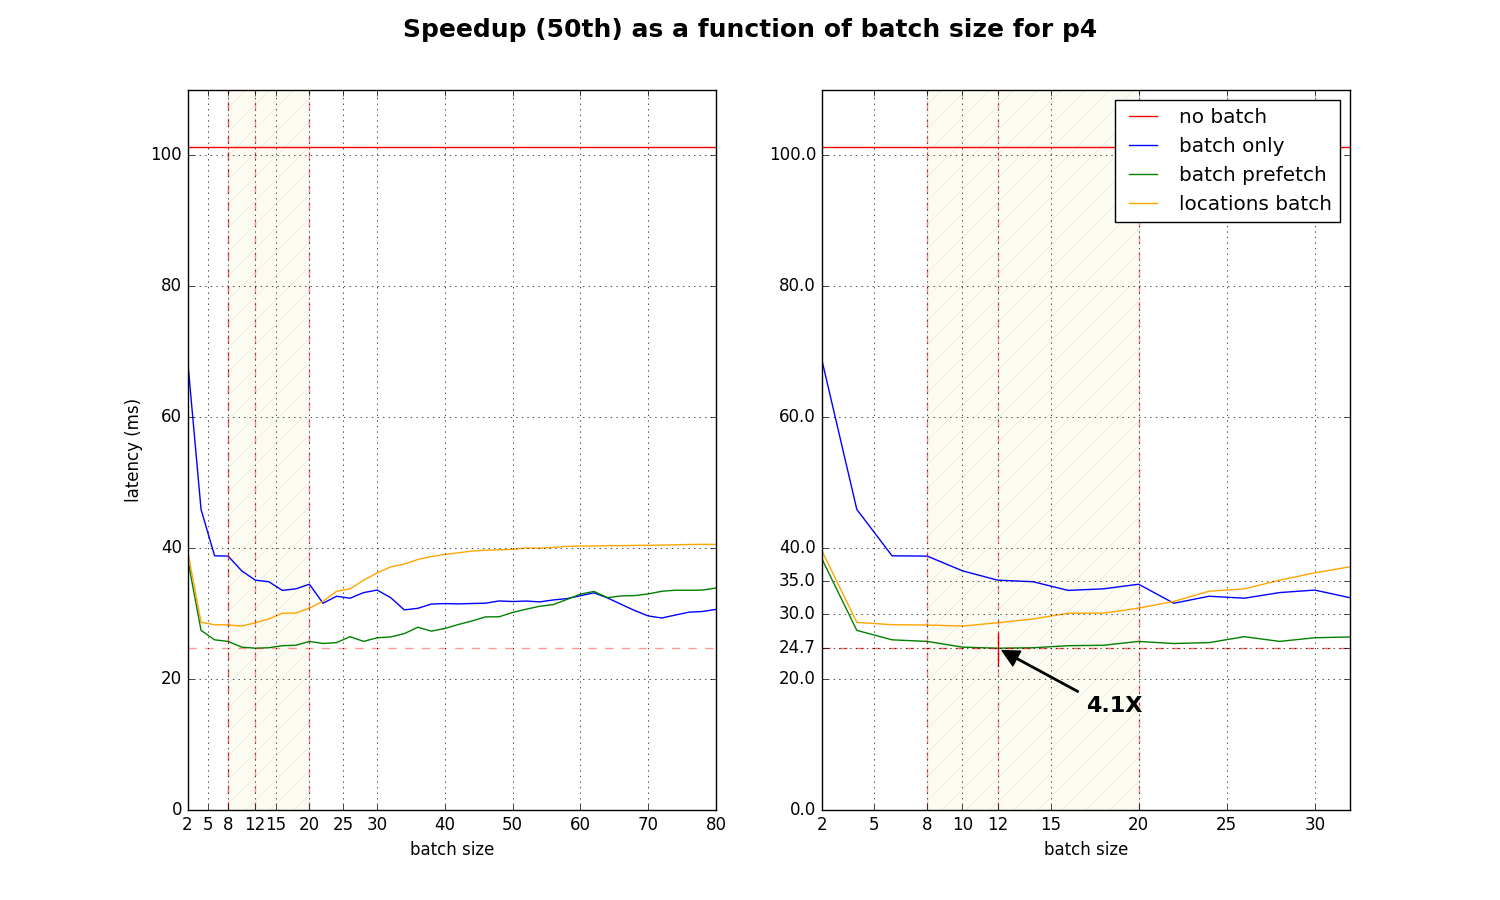 Speedup (50th) as a function of batch size for p4
latency (ms)
100
80
60
40
20
0
2 5 8 12 15 20 25 30 40 50 60 70 80
batch size
100.0
80.0
60.0
40.0
35.0
30.0
24.7
20.0
0.0
no batch
batch only
batch prefetch
locations batch
4.1X
2 5 8 10 12 15 20 25 30
batch size